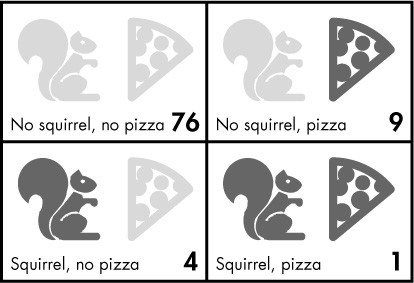 No squirrel, no pizza 76
No squirrel, pizza 9
Squirrel, no pizza 4
Squirrel, pizza 1